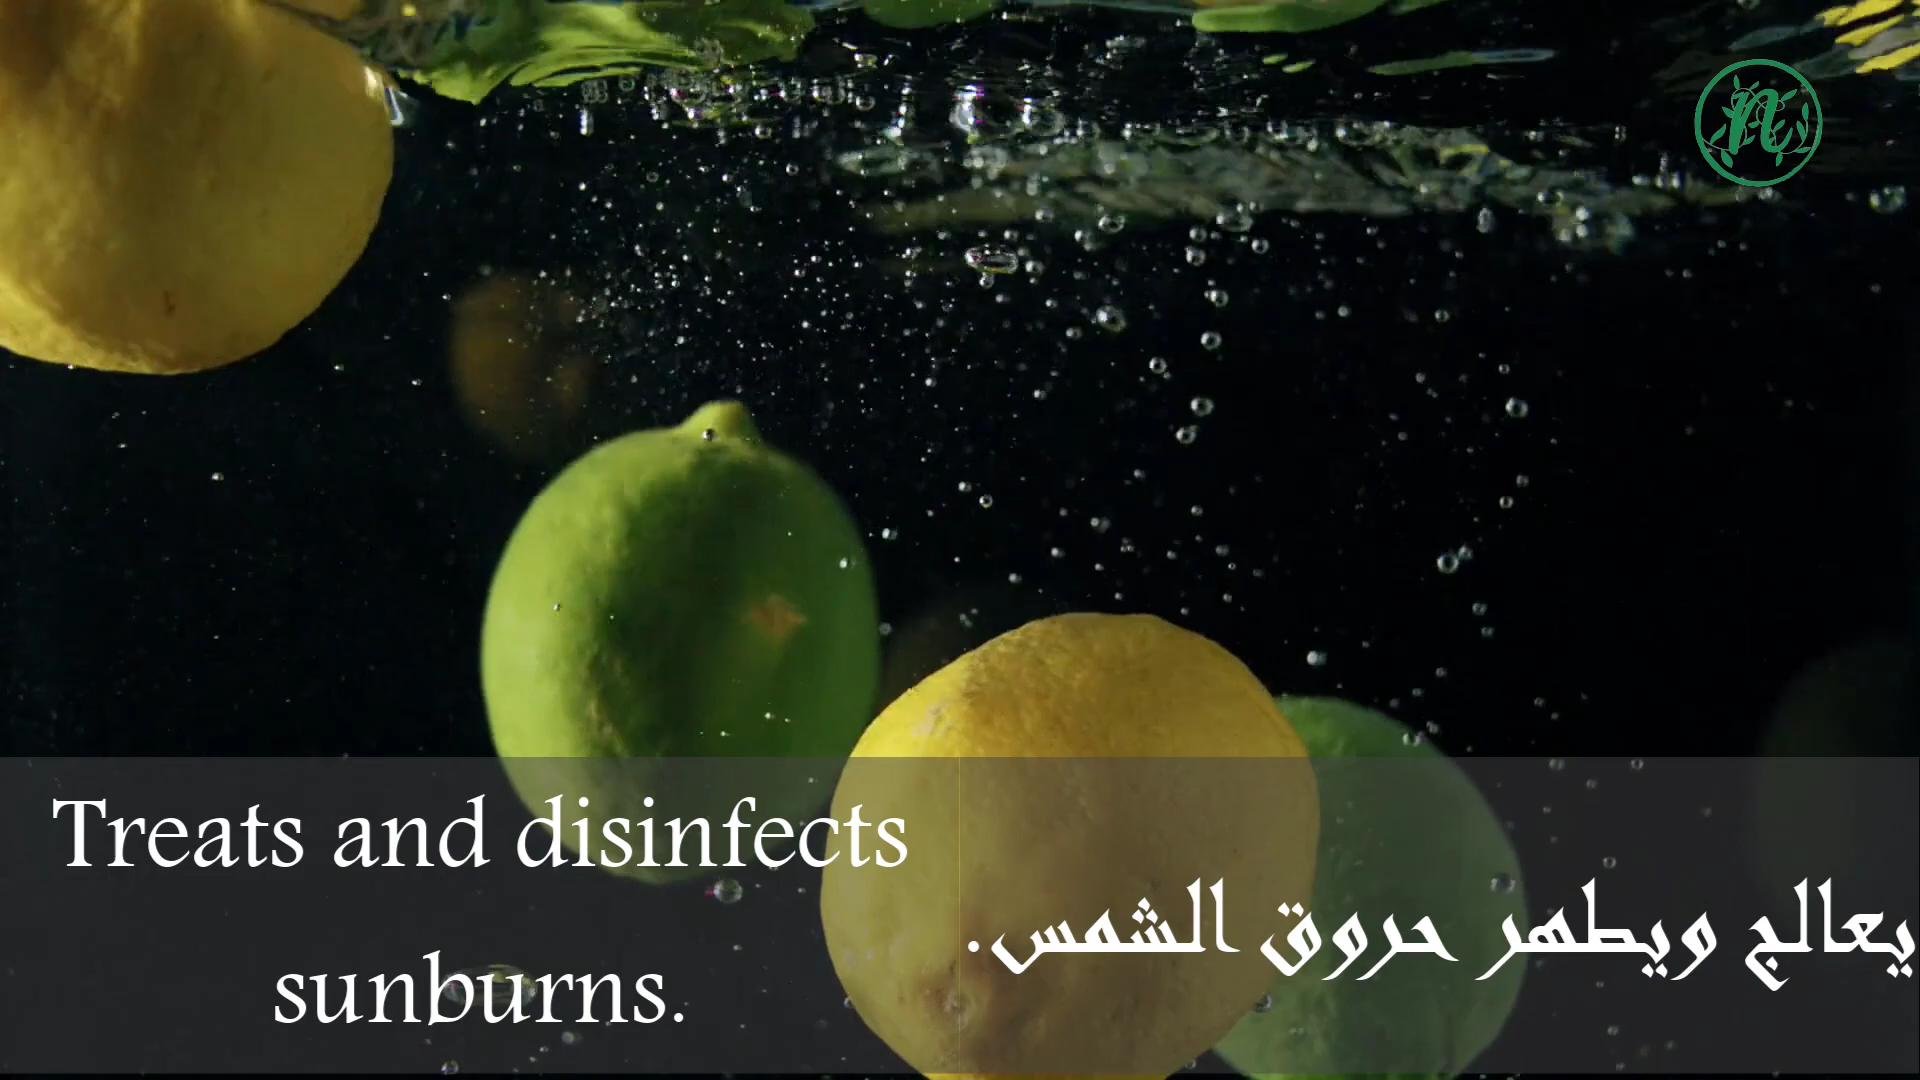 Treats and disinfects
sunburns.
يعالج ويطهر حروق الشمس.